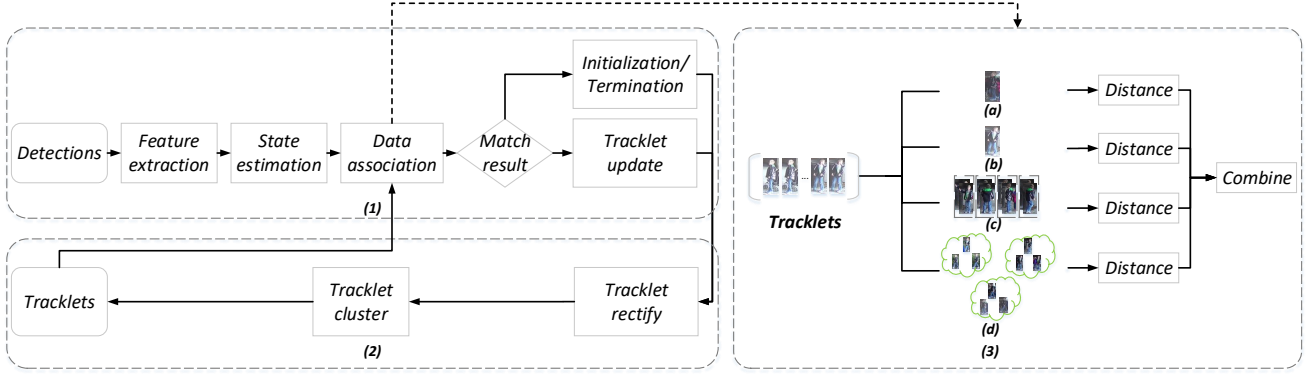 Initialization/
Termination
Detections
Feature
extraction
State
estimation
Data
association
Match
result
Tracklet
update
(1)
Tracklets
Tracklet
cluster
Tracklet
rectify
(2)
...
Tracklets
(a)
(b)
(c)
(d)
Distance
Distance
Distance
Distance
Combine
(3)